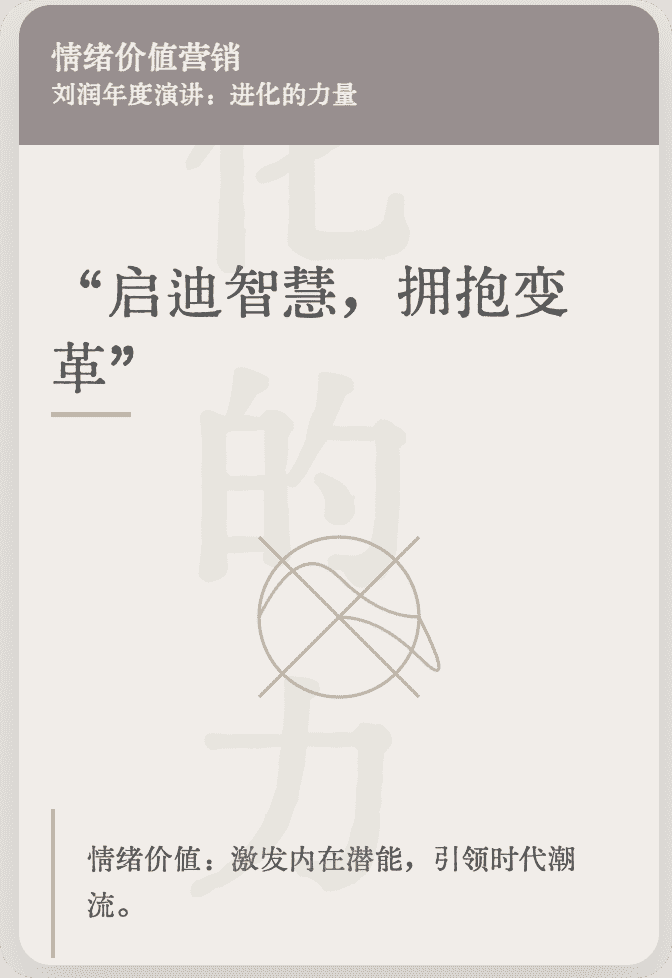 情绪价值营销
刘润年度演讲：进化的力量
“启迪智慧，拥抱变
革”
化
的
力
情绪价值：激发内在潜能，引领时代潮
流。